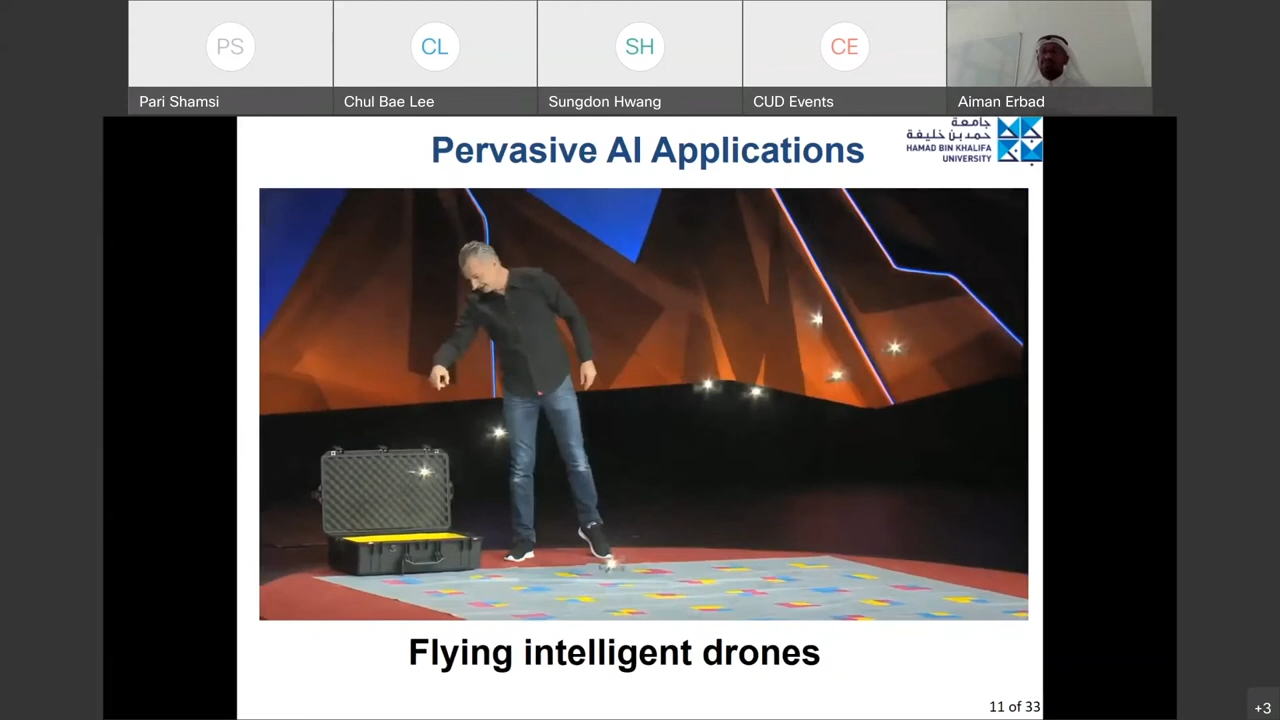 PS
CL
SH
CE
Pari Shamsi
Chul Bae Lee
Sungdon Hwang
CUD Events
Aiman Erbad
Pervasive AI Applications
جامعة
حمد بن خليفة
HAMAD BIN KHALIFA
UNIVERSITY
Flying intelligent drones
11 of 33
+3